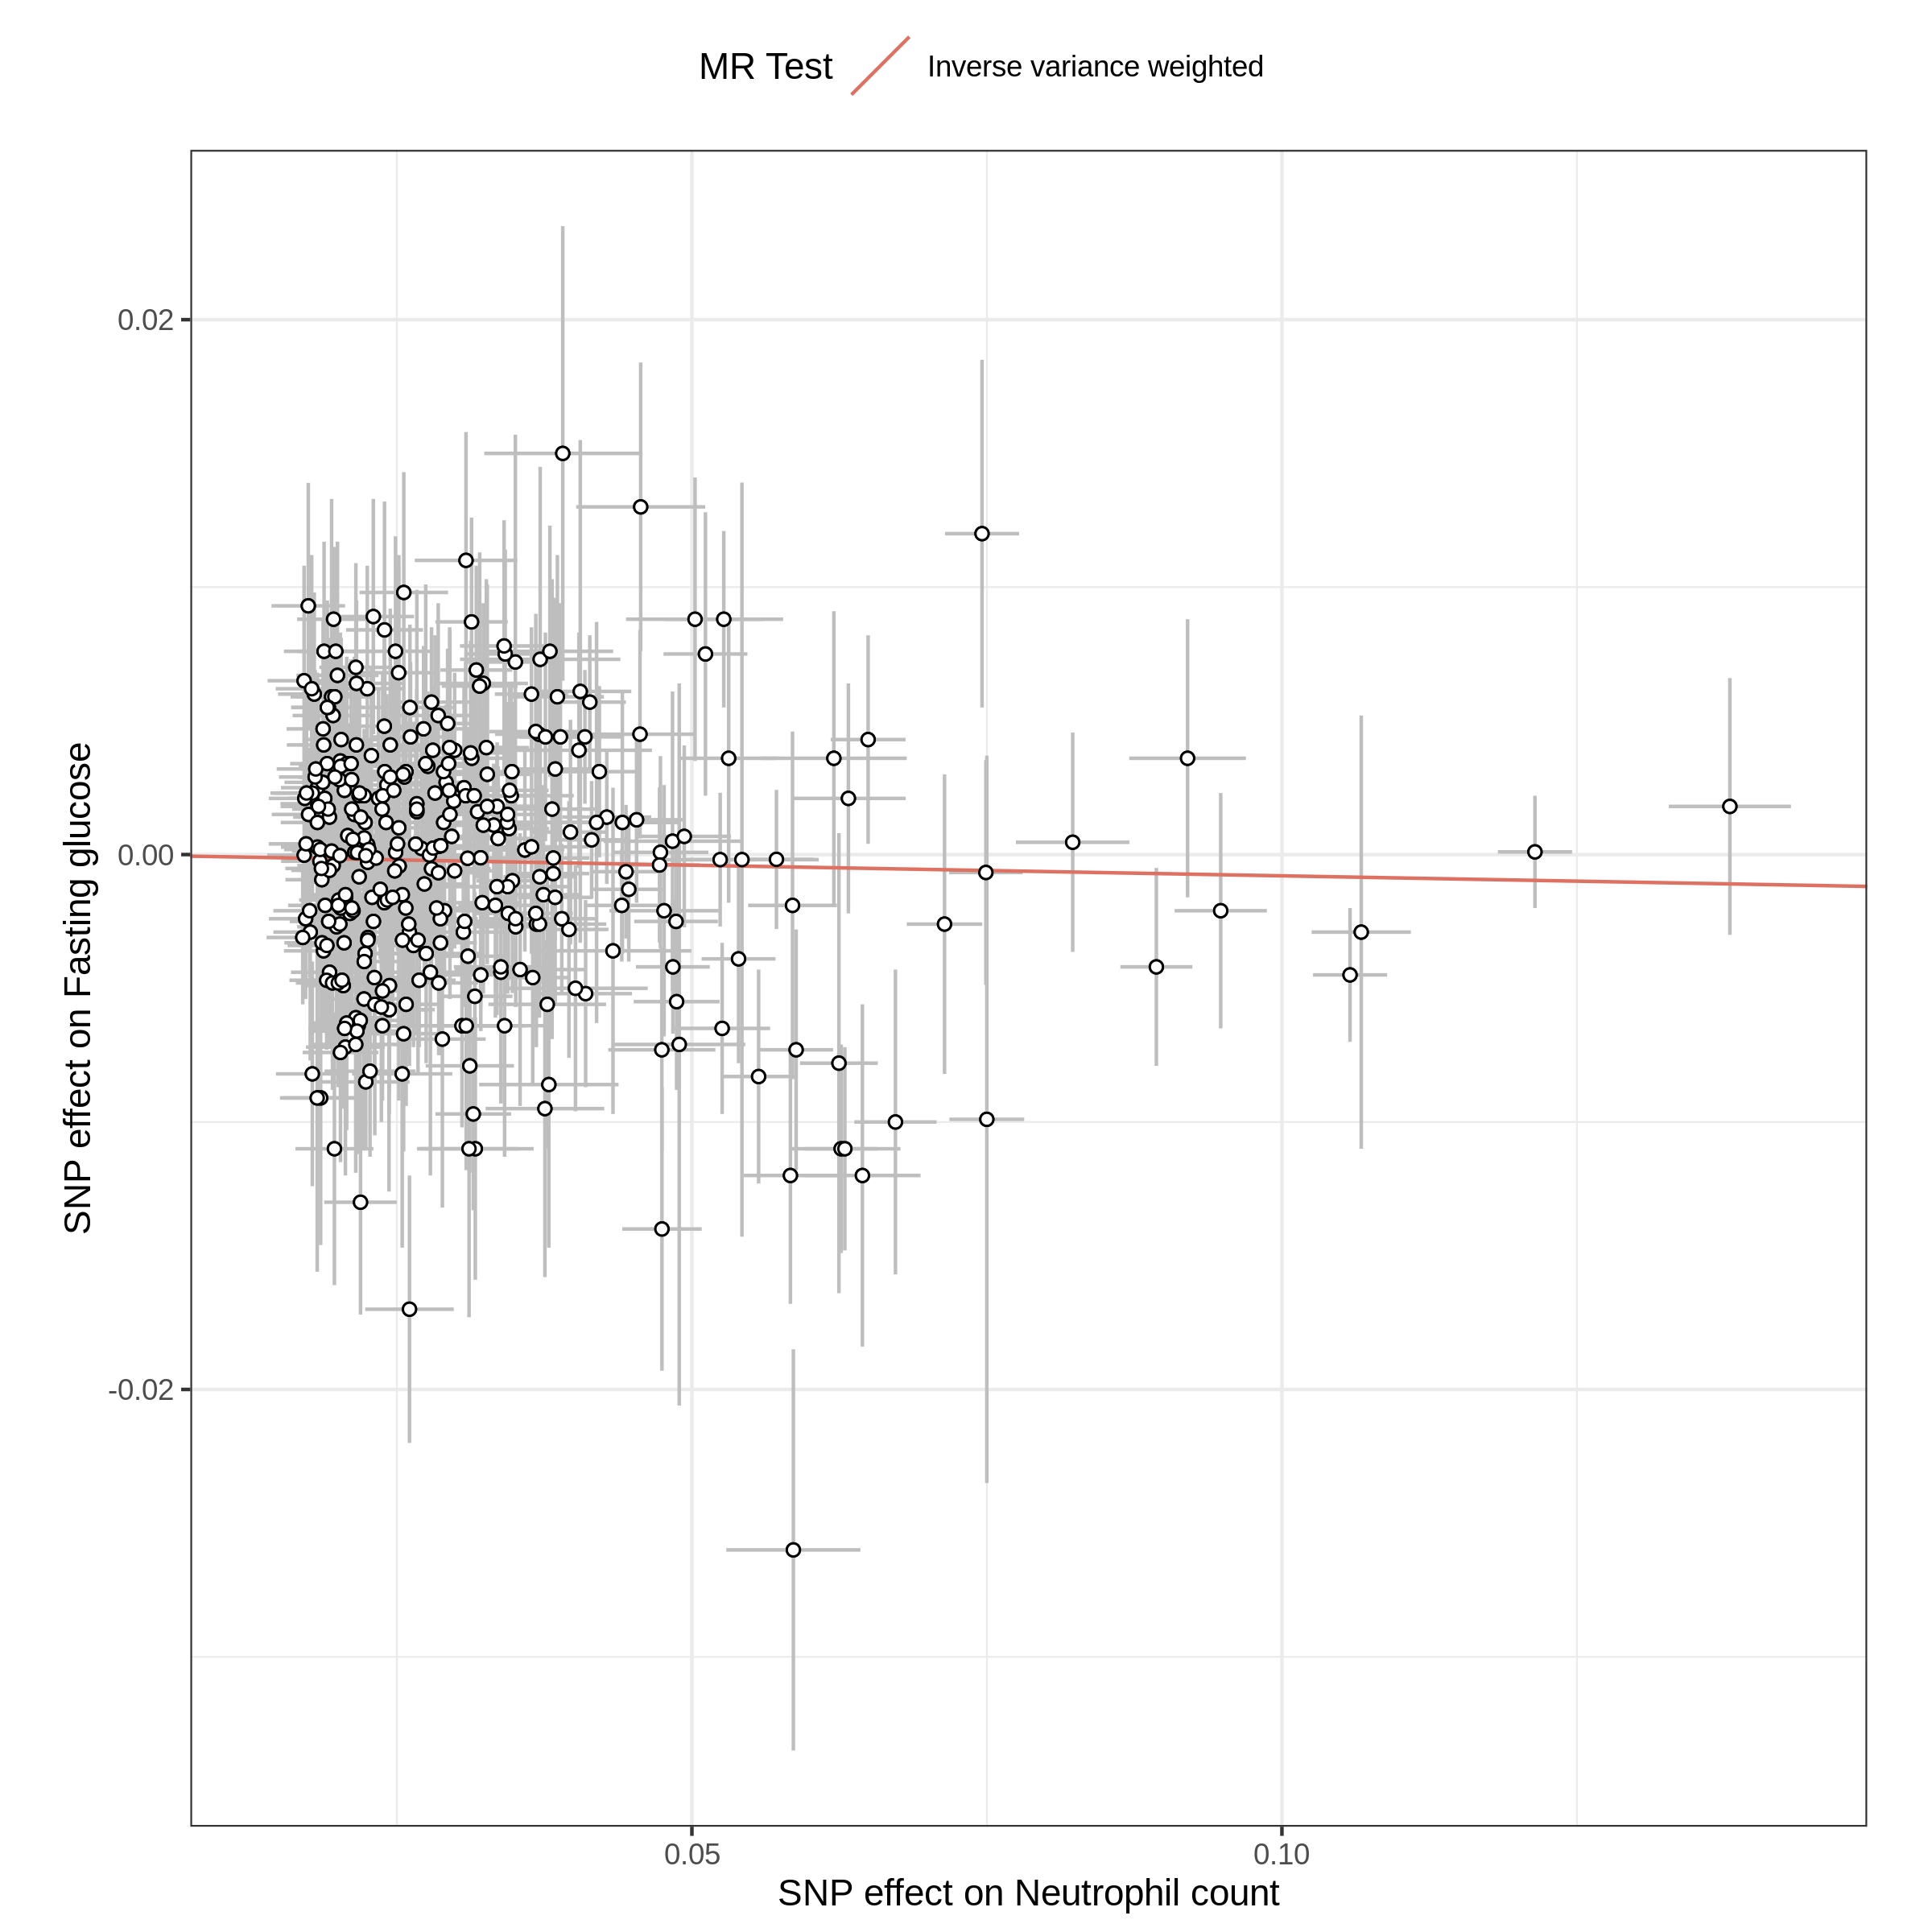 MR Test
Inverse variance weighted
0.02
0.00
-0.02
SNP effect on Fasting glucose
0.05
0.10
SNP effect on Neutrophil count